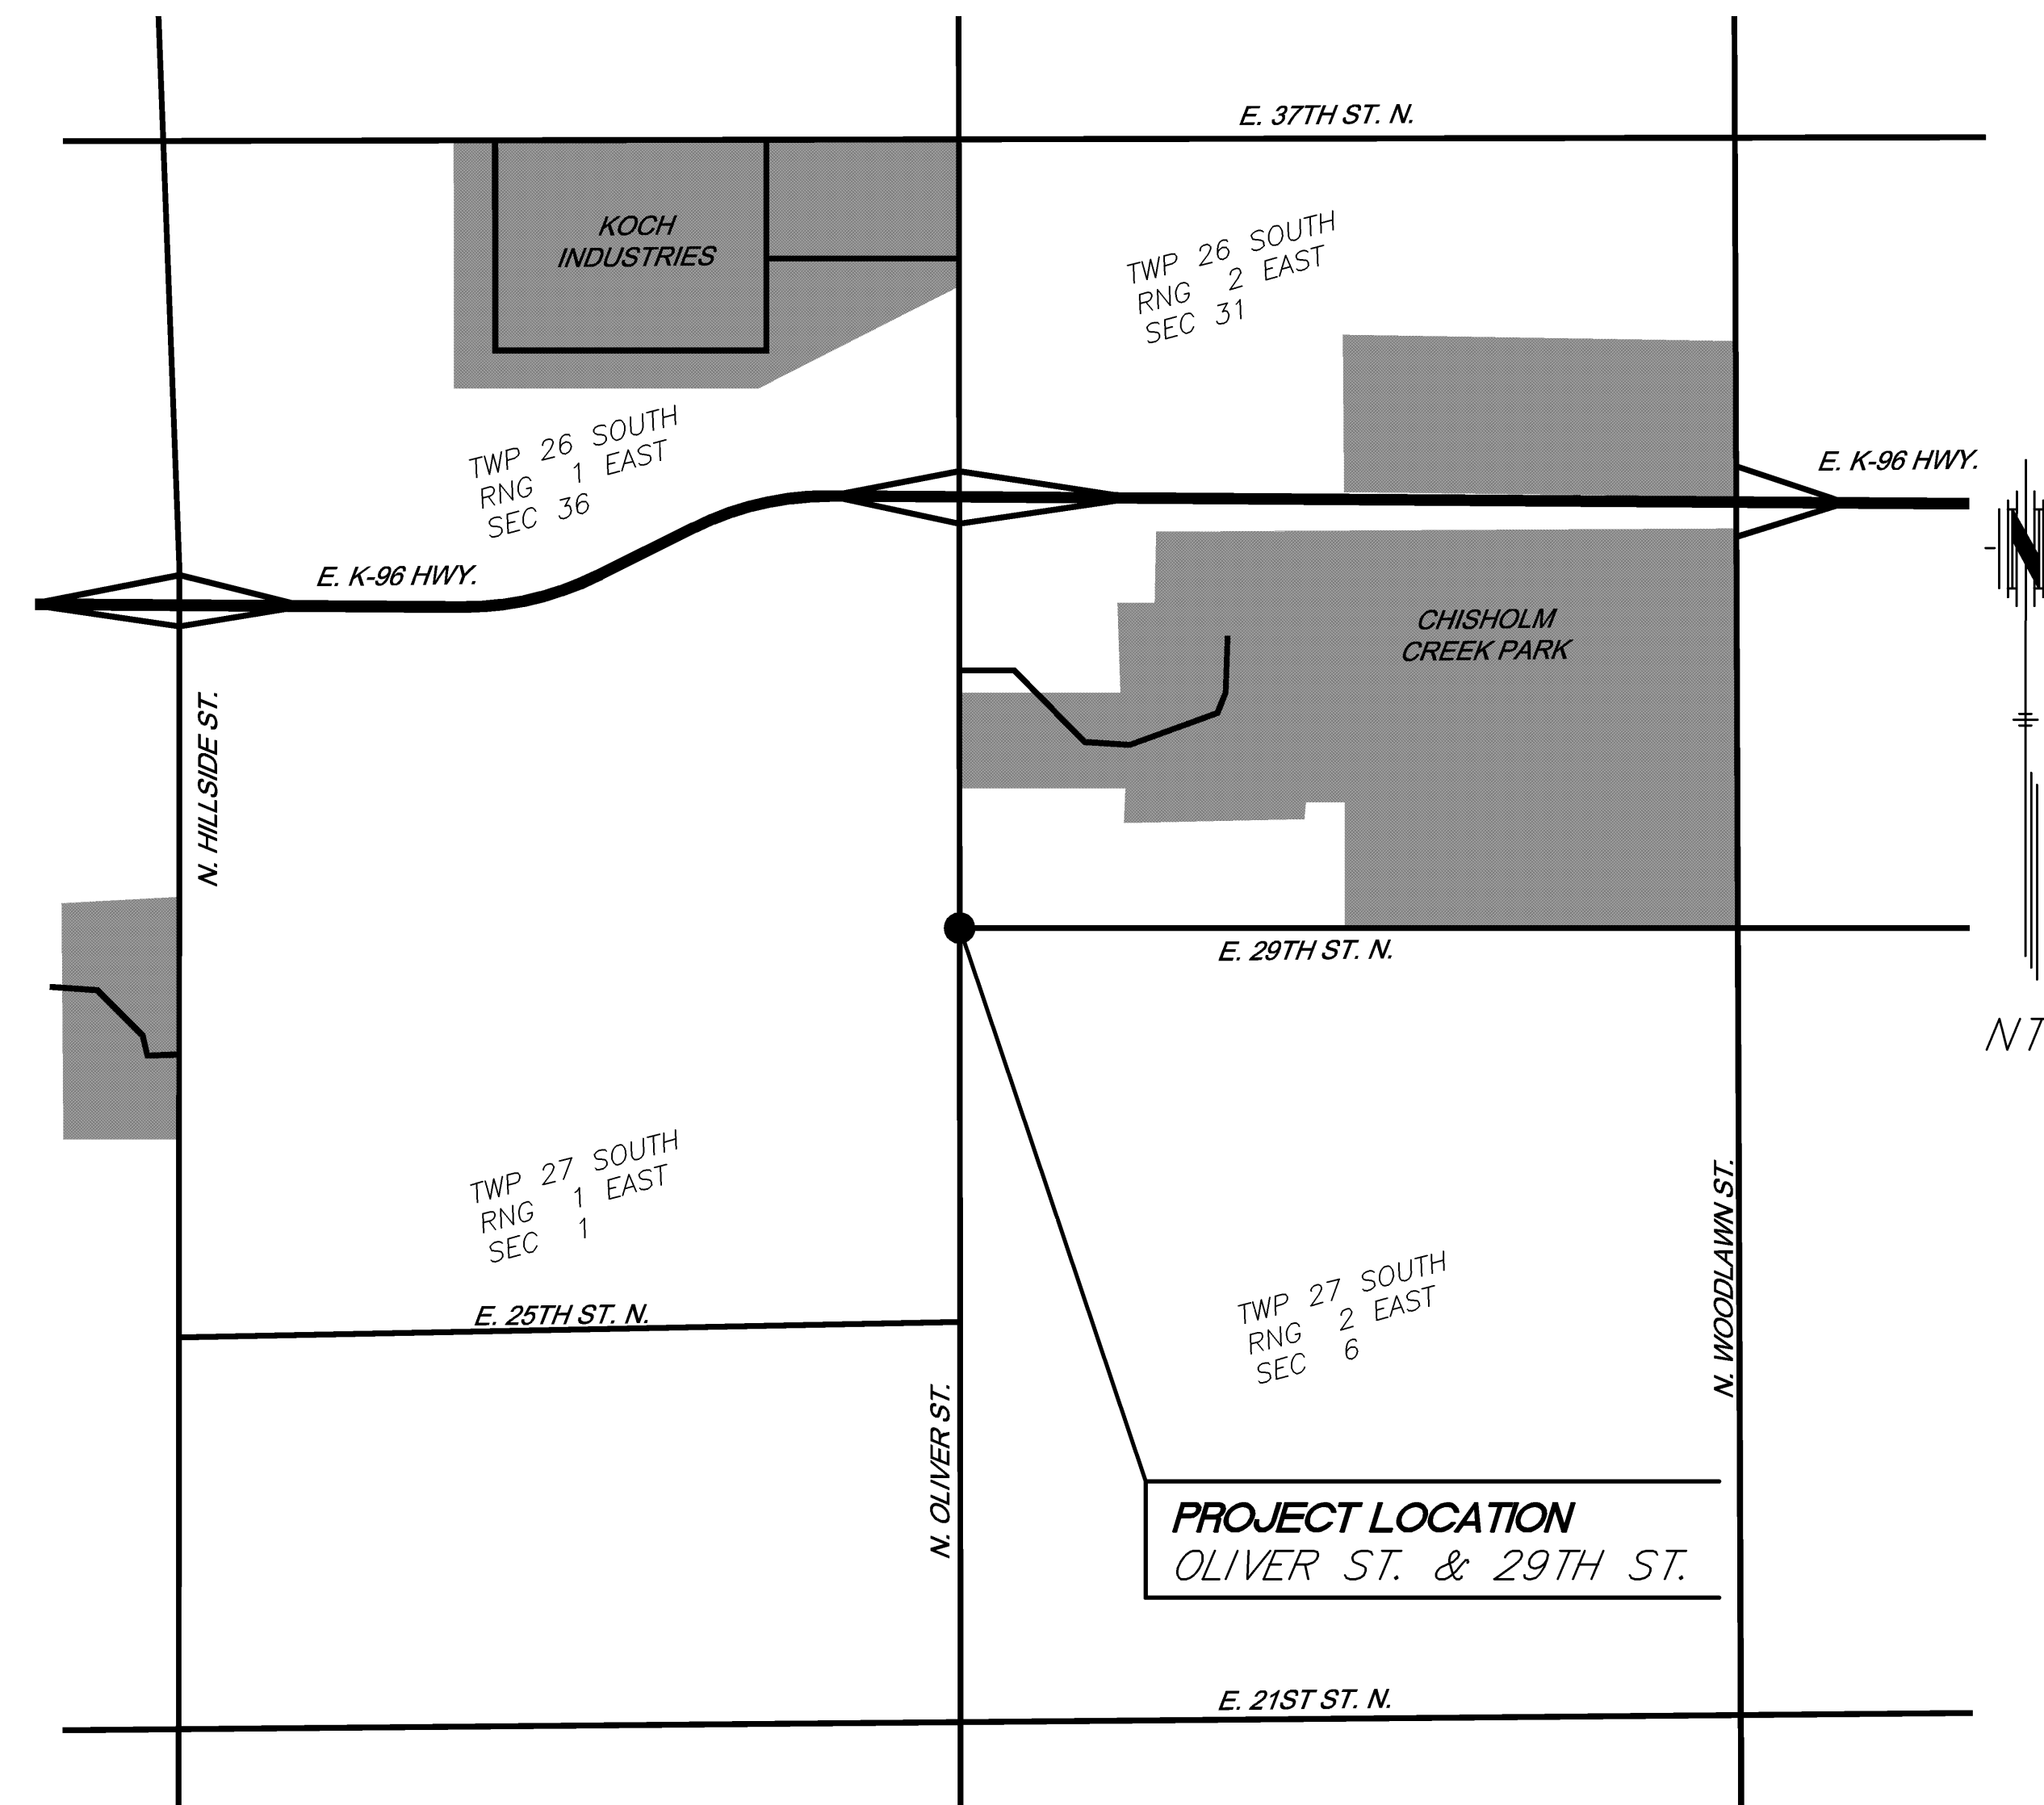 E. 37TH ST. N.
KOCH
INDUSTRIES
TWP 26 SOUTH
RNG 2 EAST
SEC 31
TWP 26 SOUTH
RNG 1 EAST
SEC 36
E. K-96 HWY.
E. K-96 HWY.
N
CHISHOLM
CREEK PARK
N. HILLSIDE ST.
E. 29TH ST. N.
NT
TWP 27 SOUTH
RNG 1 EAST
SEC 1
N. WOODLAWN ST.
TWP 27 SOUTH
RNG 2 EAST
SEC 6
E. 25TH ST. N.
N. OLIVER ST.
PROJECT LOCATION
OLIVER ST. & 29TH ST.
E. 21ST ST. N.